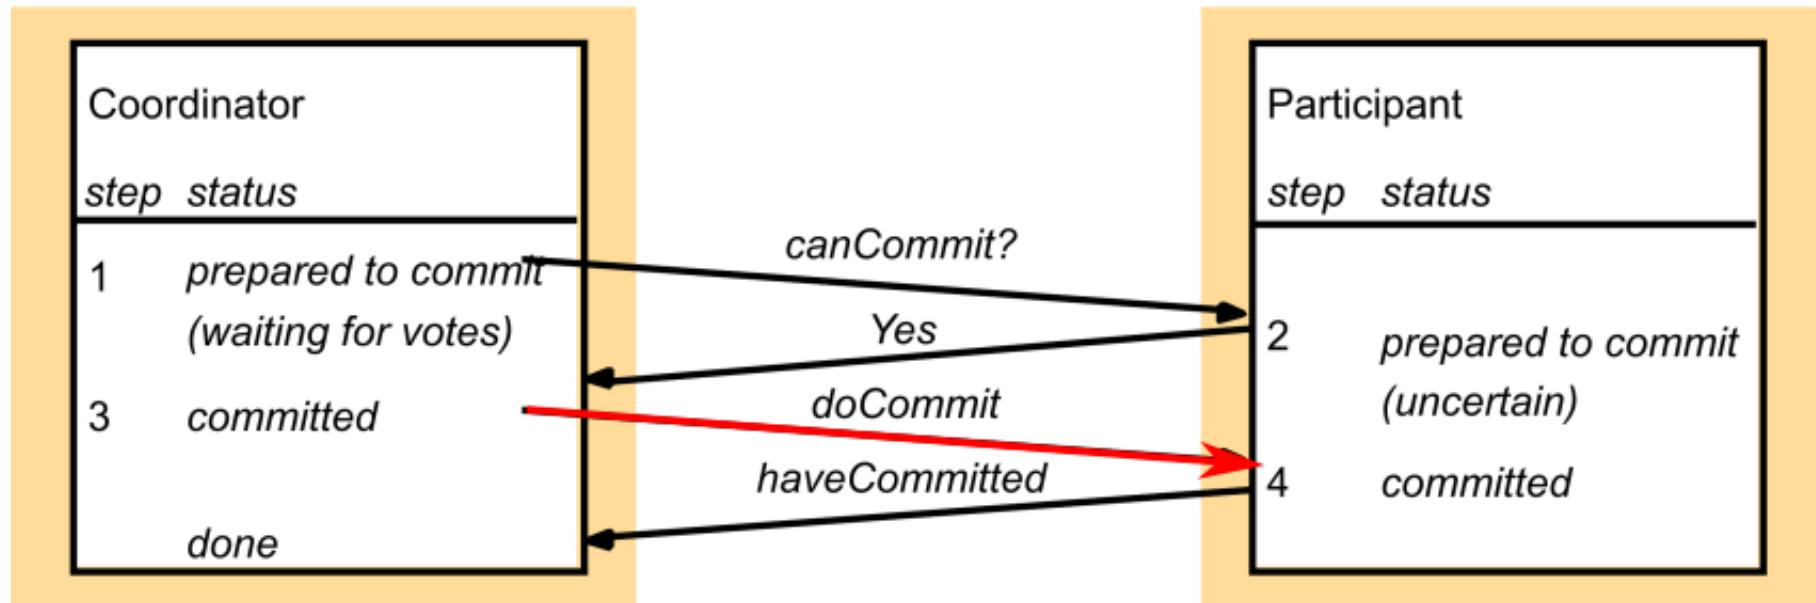 Coordinator
step status
1 prepared to commit
(waiting for votes)
3 committed
done
canCommit?
Yes
doCommit
haveCommitted
Participant
step status
2 prepared to commit
(uncertain)
4 committed